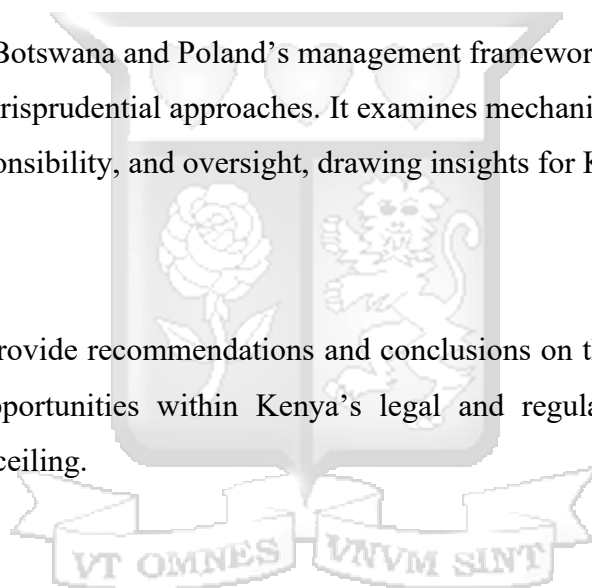 Botswana and Poland's management framewor
risprudential approaches. It examines mechani
onsibility, and oversight, drawing insights for K
rovide recommendations and conclusions on th
pportunities within Kenya's legal and regula
ceiling.
VT OMNES VNVM SINT